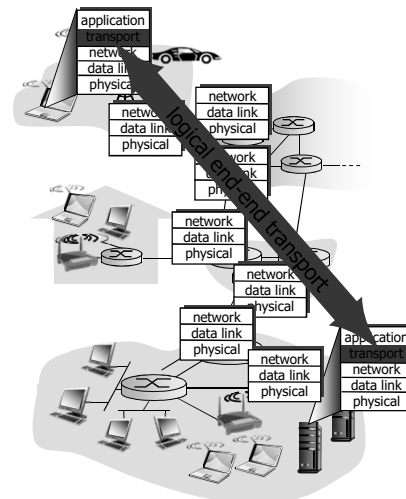 application
transport
network
data link
physical
network
data link
physical
network
data link
physical
network
data link
physical
logical end-end transport
network
data link
physical
network
data link
physical
network
data link
physical
network
data link
physical
application
transport
network
data link
physical